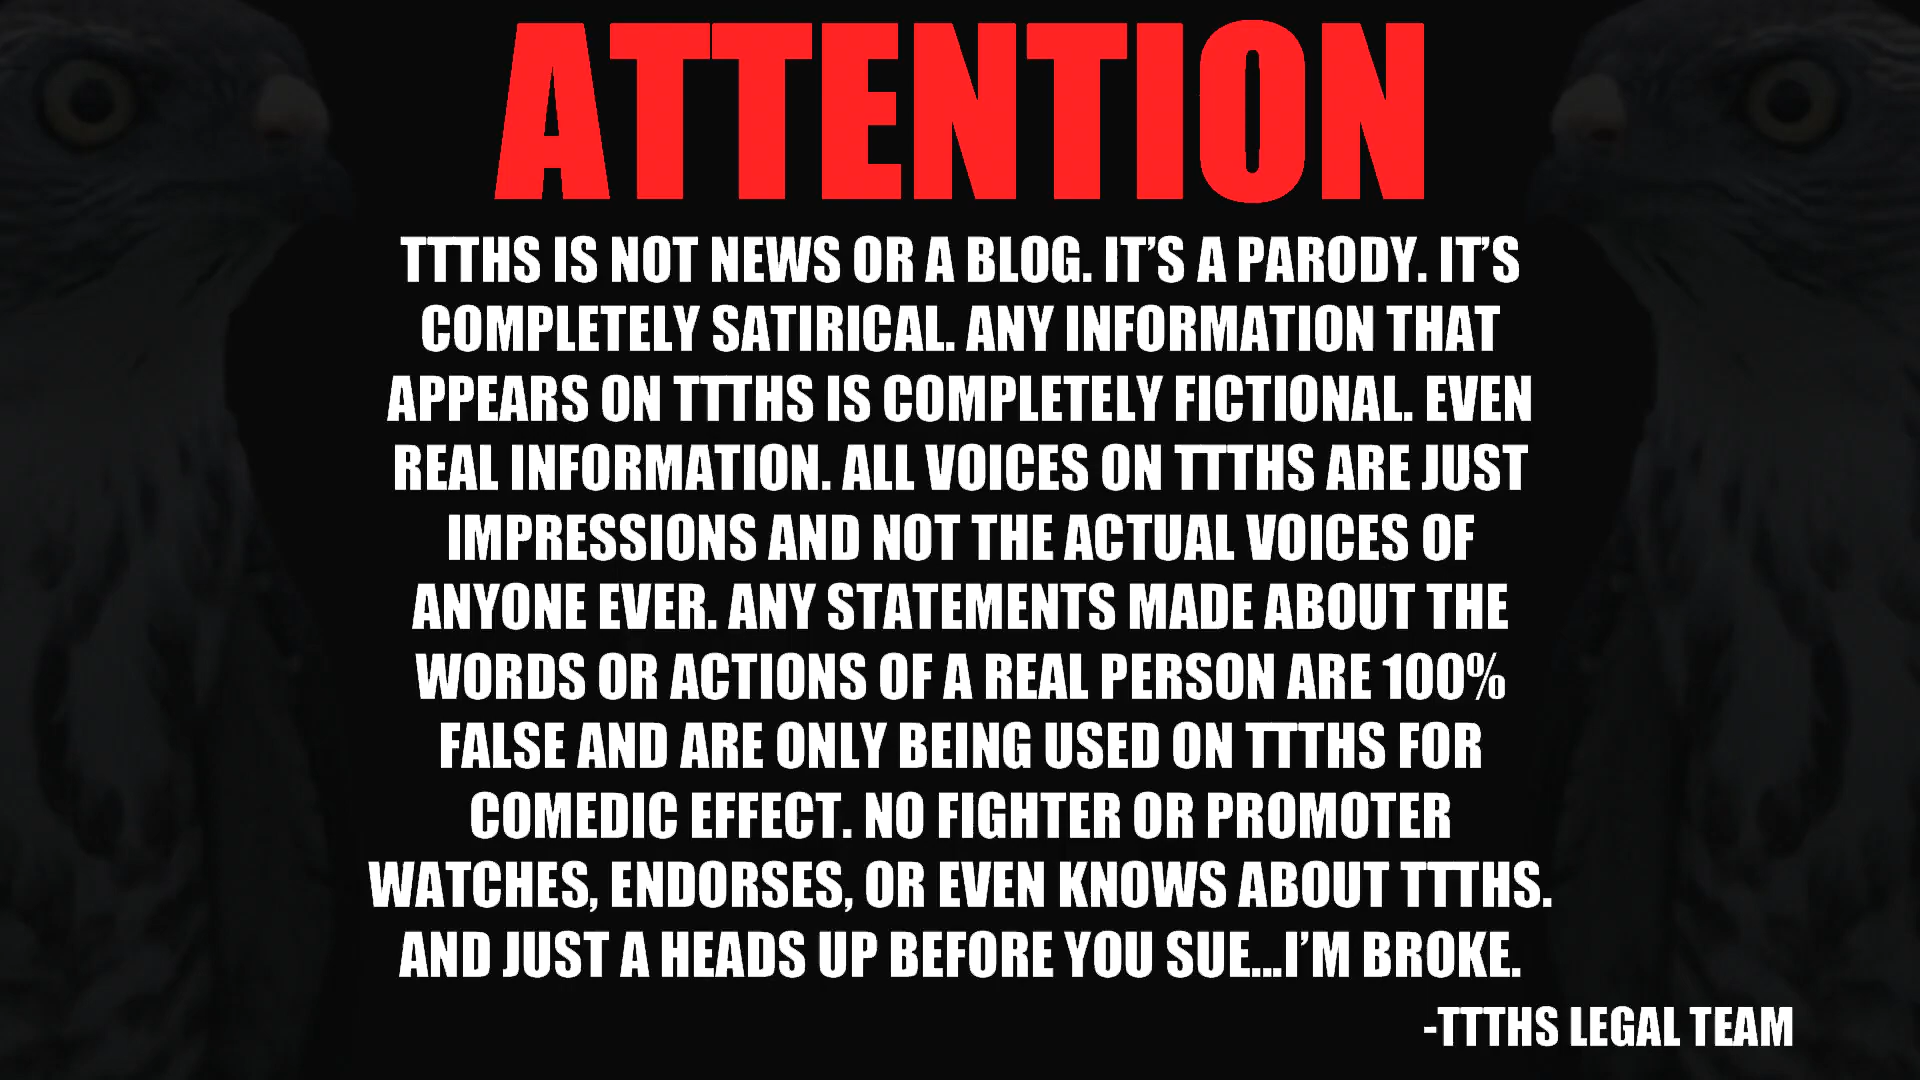 ATTENTION
TTTHS IS NOT NEWS OR A BLOG. IT'S A PARODY. IT'S
COMPLETELY SATIRICAL. ANY INFORMATION THAT
APPEARS ON TTTHS IS COMPLETELY FICTIONAL. EVEN
REAL INFORMATION. ALL VOICES ON TTTHS ARE JUST
IMPRESSIONS AND NOT THE ACTUAL VOICES OF
ANYONE EVER. ANY STATEMENTS MADE ABOUT THE
WORDS OR ACTIONS OF A REAL PERSON ARE 100%
FALSE AND ARE ONLY BEING USED ON TTTHS FOR
COMEDIC EFFECT. NO FIGHTER OR PROMOTER
WATCHES, ENDORSES, OR EVEN KNOWS ABOUT TTTHS.
AND JUST A HEADS UP BEFORE YOU SUE...I'M BROKE.
-TTTHS LEGAL TEAM